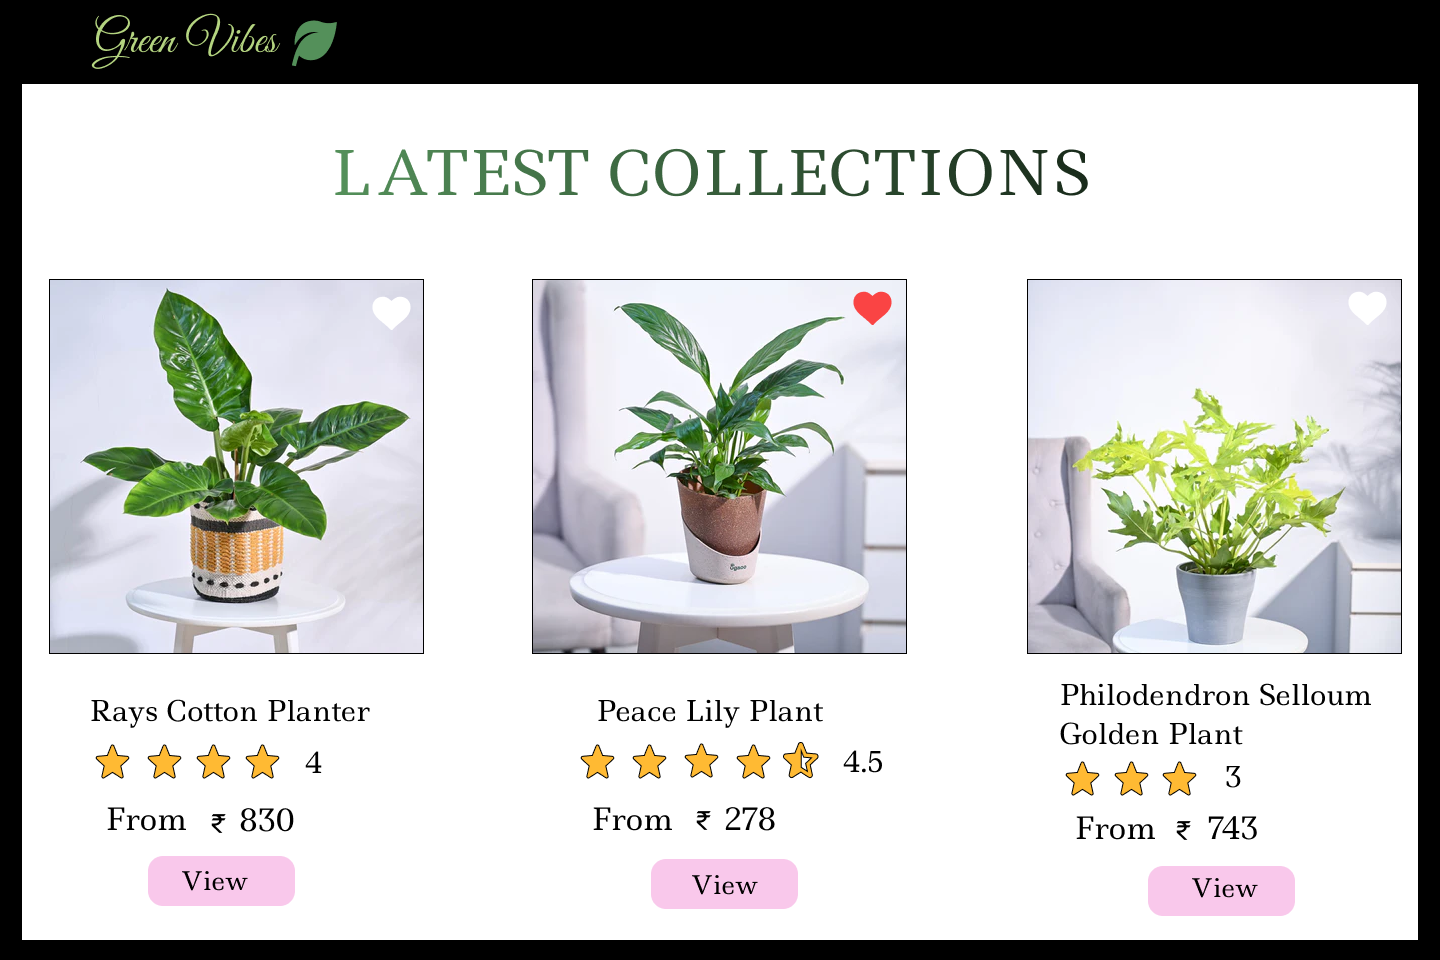 Green Vibes
LATEST COLLECTIONS
ugaoo
Rays Cotton Planter
4
From ₹ 830
View
Peace Lily Plant
4.5
From ₹ 278
View
Philodendron Selloum
Golden Plant
3
From ₹ 743
View